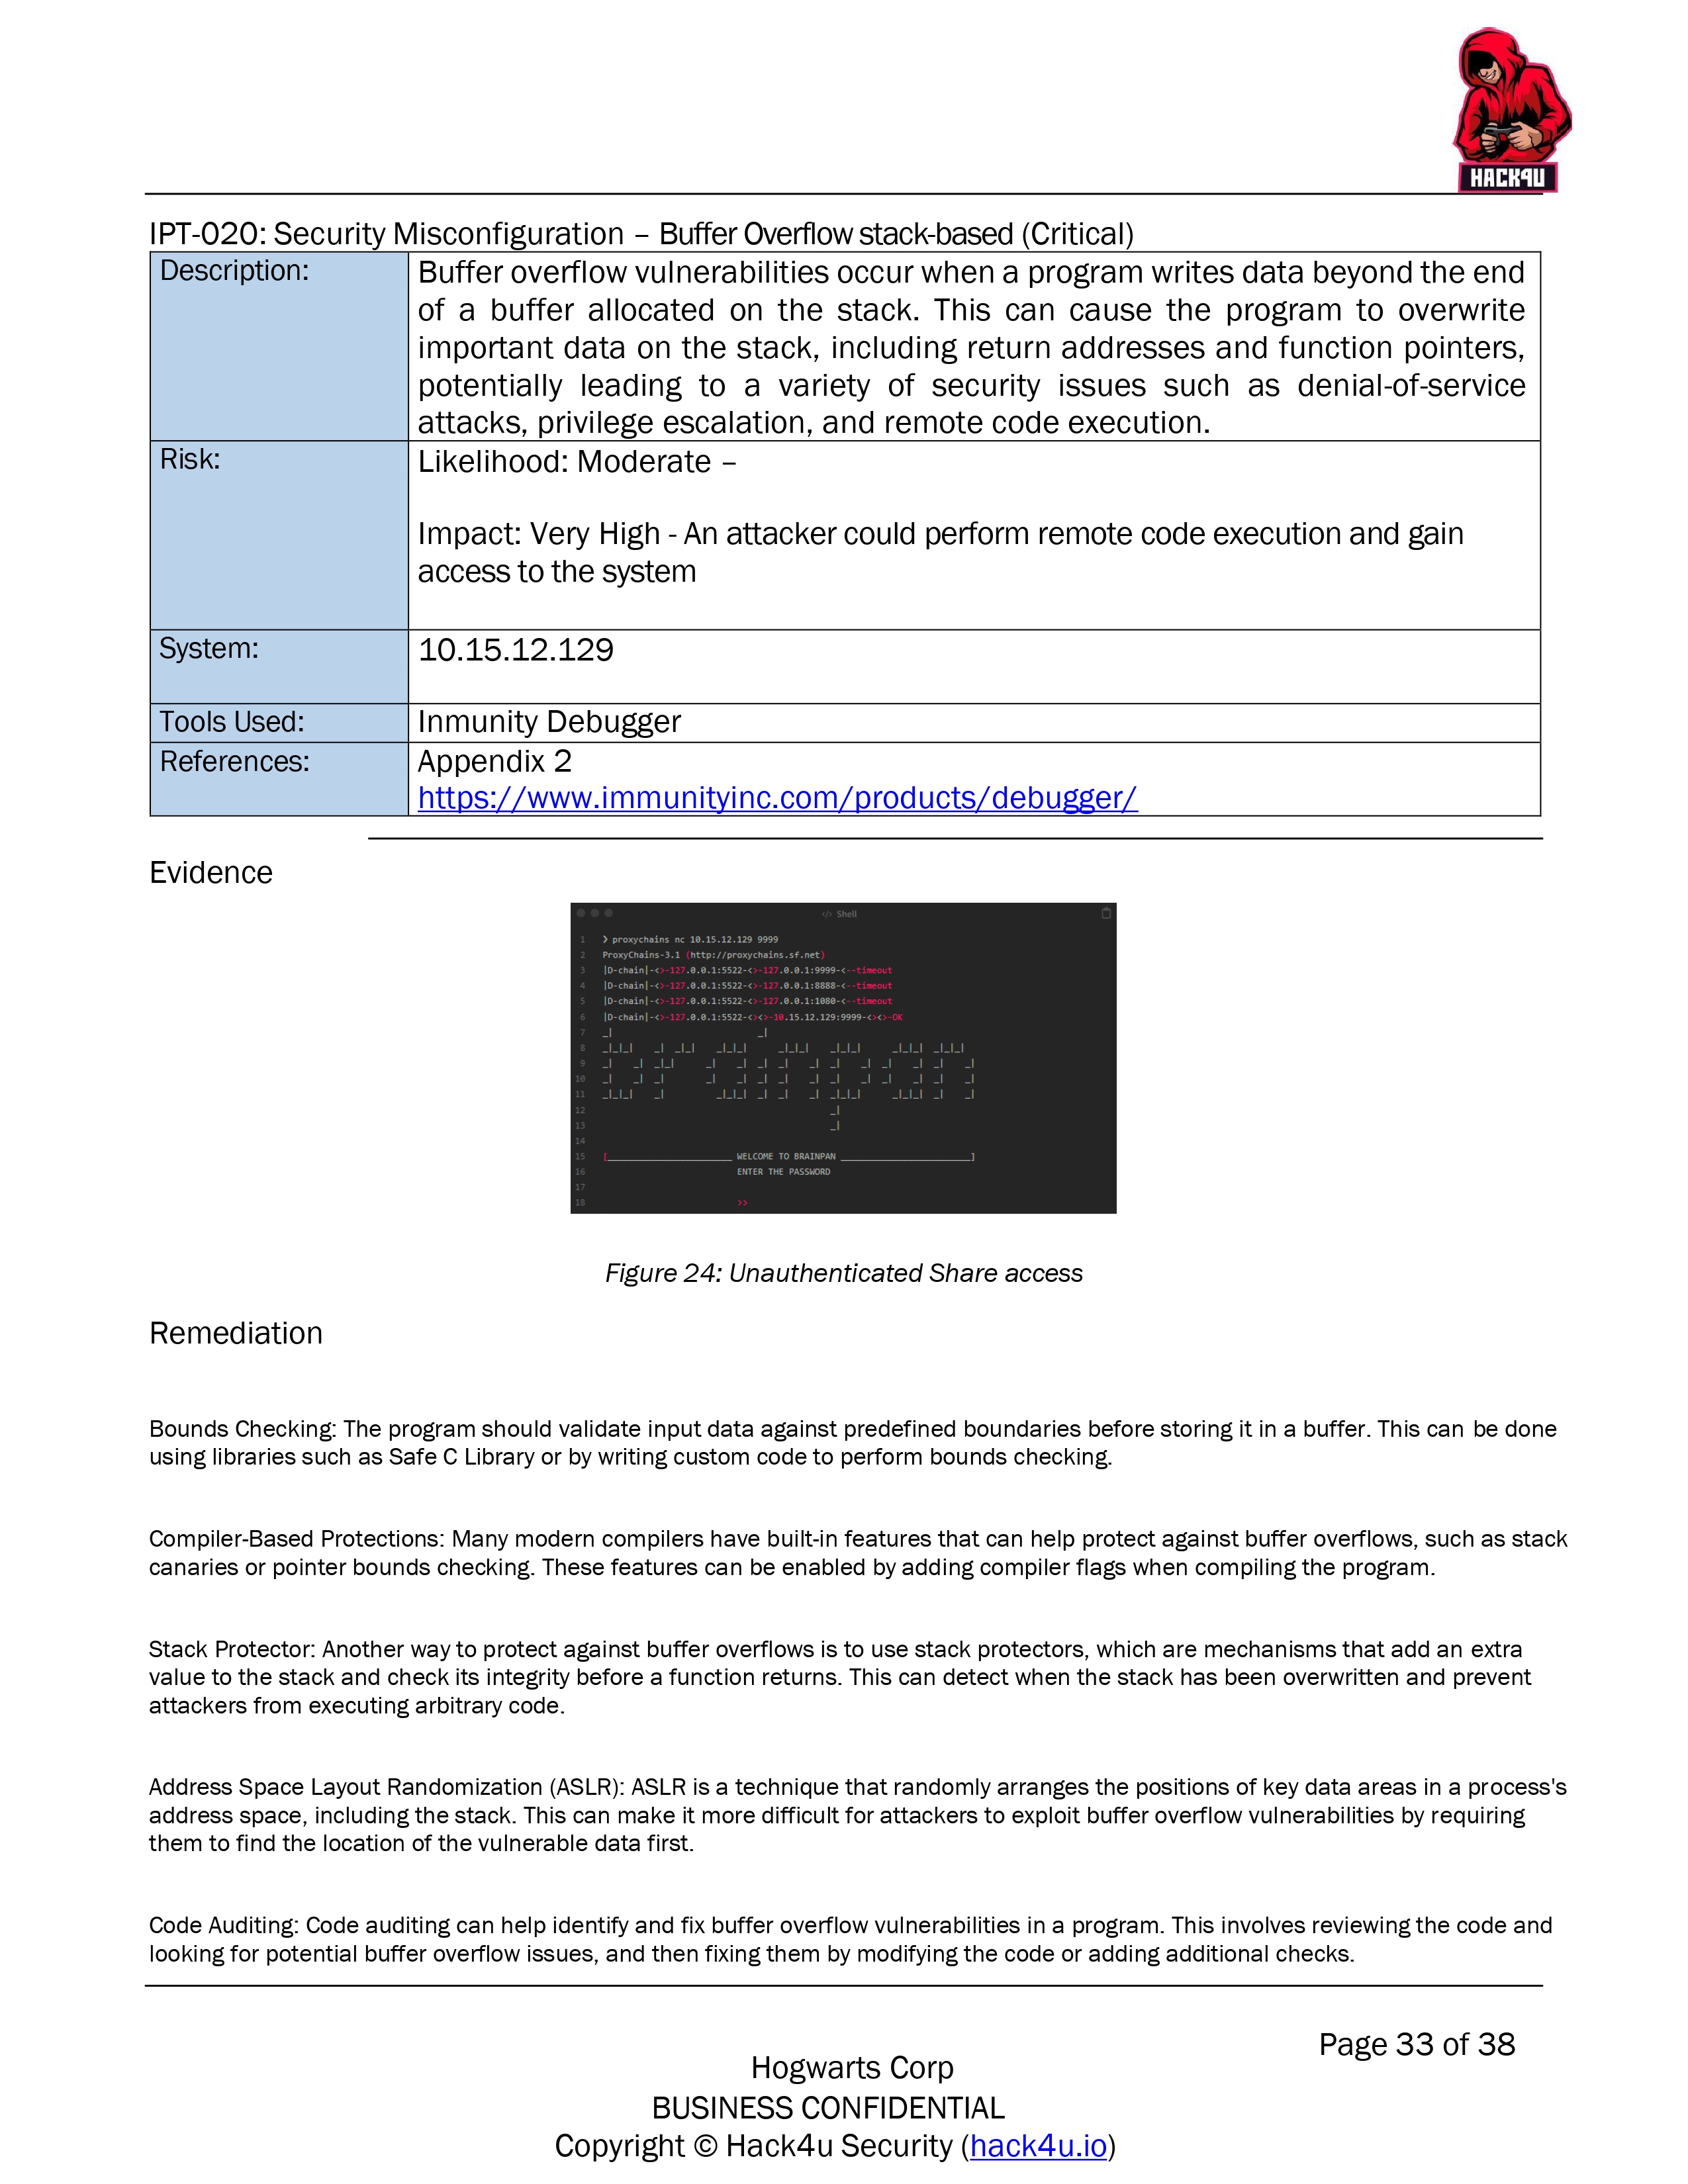 HACK4U
IPT-020: Security Misconfiguration – Buffer Overflow stack-based (Critical)
Description:
Buffer overflow vulnerabilities occur when a program writes data beyond the end
of a buffer allocated on the stack. This can cause the program to overwrite
important data on the stack, including return addresses and function pointers,
potentially leading to a variety of security issues such as denial-of-service
attacks, privilege escalation, and remote code execution.
Risk:
Likelihood: Moderate –
Impact: Very High - An attacker could perform remote code execution and gain
access to the system
System:
10.15.12.129
Tools Used:
Inmunity Debugger
References:
Appendix 2
https://www.immunityinc.com/products/debugger/
Evidence
</> Shell
1 ❯ proxychains nc 10.15.12.129 9999
2 ProxyChains-3.1 (http://proxychains.sf.net)
3 |D-chain|-<>-127.0.0.1:5522-<>-127.0.0.1:9999-<--timeout
4 |D-chain|-<>-127.0.0.1:5522-<>-127.0.0.1:8888-<--timeout
5 |D-chain|-<>-127.0.0.1:5522-<>-127.0.0.1:1080-<--timeout
6 |D-chain|-<>-127.0.0.1:5522-<><>-10.15.12.129:9999-<><>-OK
7 _| _|
8 _|_|_| _| _|_| _|_|_| _|_|_| _|_|_| _|_|_| _|_|_|
9 _| _| _|_| _| _| _| _| _| _| _| _| _| _| _|
10 _| _| _| _| _| _| _| _| _| _| _| _| _| _|
11 _|_|_| _| _|_|_| _| _| _| _|_|_| _|_|_| _| _|
12 _|
13 _|
14
15 [________________________ WELCOME TO BRAINPAN _________________________]
16 ENTER THE PASSWORD
17
18 >>
Figure 24: Unauthenticated Share access
Remediation
Bounds Checking: The program should validate input data against predefined boundaries before storing it in a buffer. This can be done
using libraries such as Safe C Library or by writing custom code to perform bounds checking.
Compiler-Based Protections: Many modern compilers have built-in features that can help protect against buffer overflows, such as stack
canaries or pointer bounds checking. These features can be enabled by adding compiler flags when compiling the program.
Stack Protector: Another way to protect against buffer overflows is to use stack protectors, which are mechanisms that add an extra
value to the stack and check its integrity before a function returns. This can detect when the stack has been overwritten and prevent
attackers from executing arbitrary code.
Address Space Layout Randomization (ASLR): ASLR is a technique that randomly arranges the positions of key data areas in a process's
address space, including the stack. This can make it more difficult for attackers to exploit buffer overflow vulnerabilities by requiring
them to find the location of the vulnerable data first.
Code Auditing: Code auditing can help identify and fix buffer overflow vulnerabilities in a program. This involves reviewing the code and
looking for potential buffer overflow issues, and then fixing them by modifying the code or adding additional checks.
Page 33 of 38
Hogwarts Corp
BUSINESS CONFIDENTIAL
Copyright © Hack4u Security (hack4u.io)